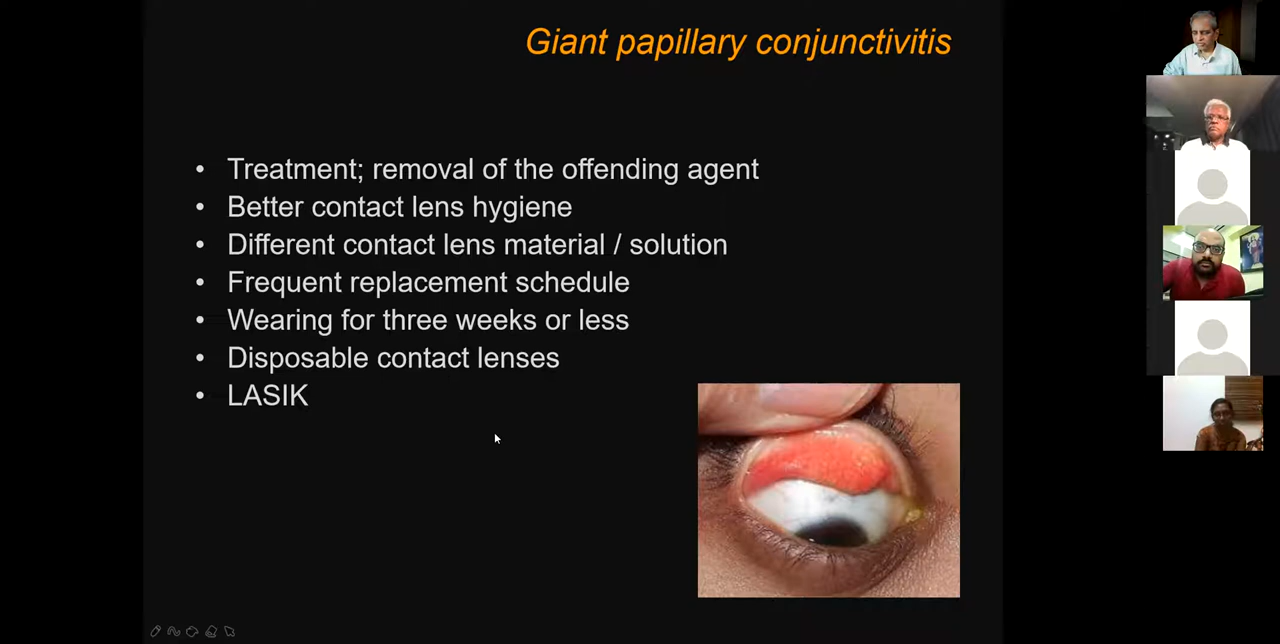 Giant papillary conjunctivitis
• Treatment; removal of the offending agent
• Better contact lens hygiene
• Different contact lens material / solution
• Frequent replacement schedule
• Wearing for three weeks or less
• Disposable contact lenses
• LASIK